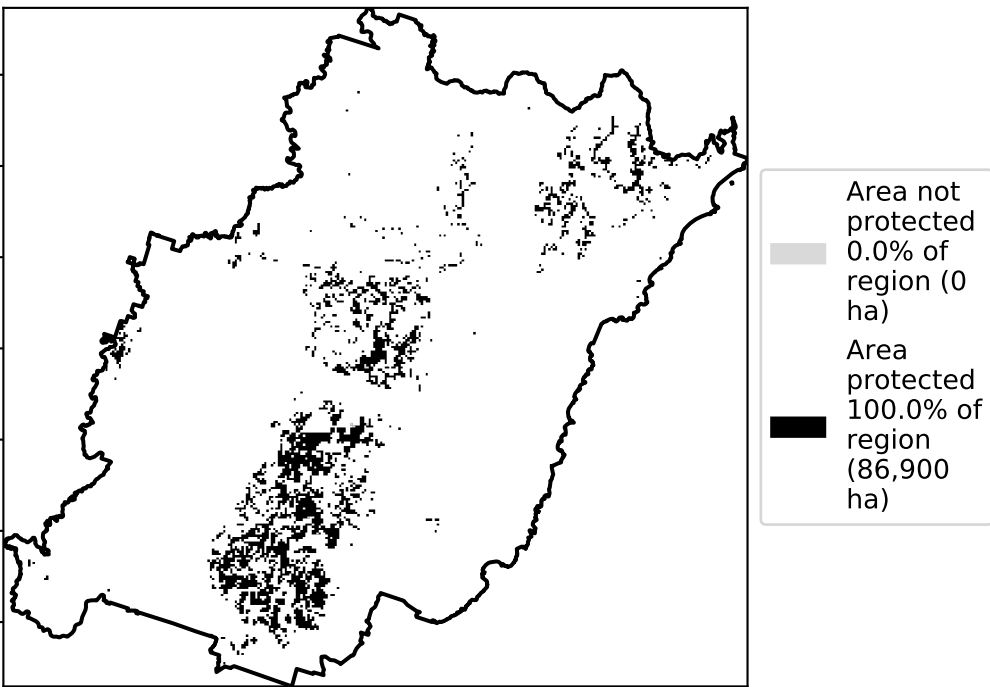 Area not
protected
0.0% of
region (0
ha)
Area
protected
100.0% of
region
(86,900
ha)